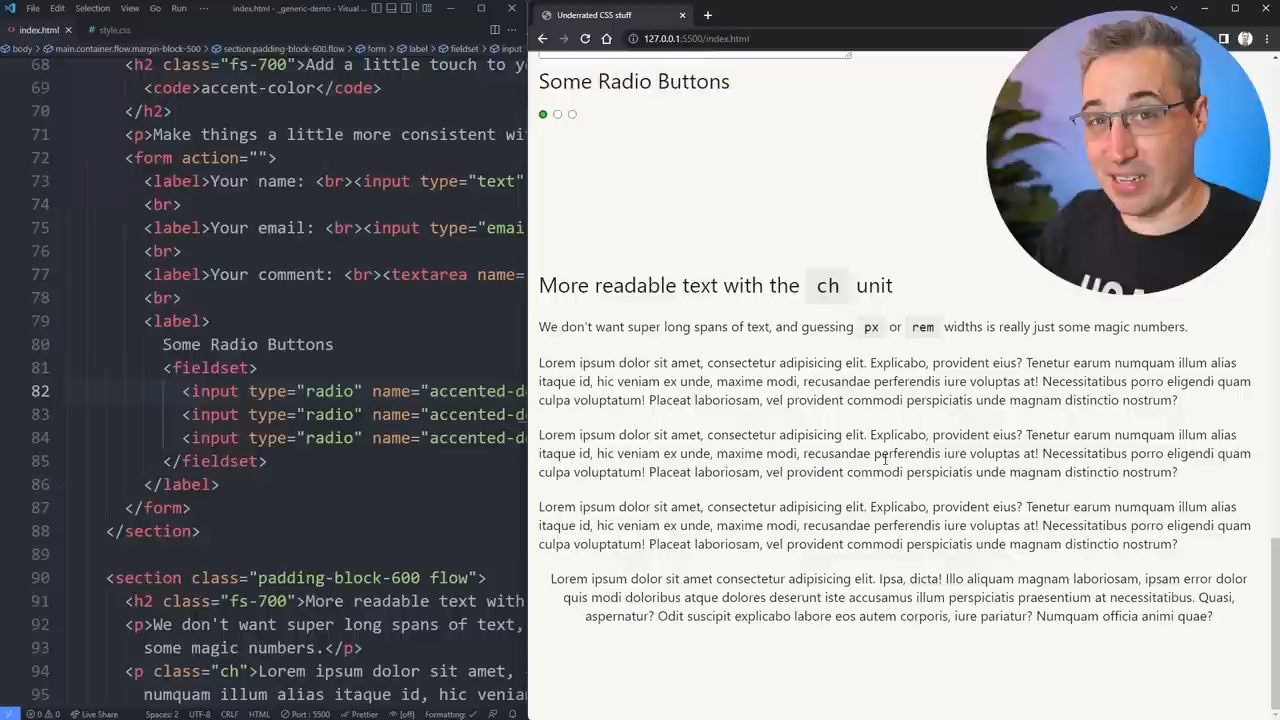 File Edit Selection View Go Run ··· index.html - _generic-demo - Visual ...
index.html style.css
body main.container.flow.margin-block-500 section.padding-block-600.flow form label fieldset input
68 <h2 class="fs-700">Add a little touch to y
69 <code>accent-color</code>
70 </h2>
71 <p>Make things a little more consistent wi
72 <form action="">
73 <label>Your name: <br><input type="text"
74 <br>
75 <label>Your email: <br><input type="emai
76 <br>
77 <label>Your comment: <br><textarea name=
78 <br>
79 <label>
80 Some Radio Buttons
81 <fieldset>
82 <input type="radio" name="accented-d
83 <input type="radio" name="accented-d
84 <input type="radio" name="accented-d
85 </fieldset>
86 </label>
87 </form>
88 </section>
89
90 <section class="padding-block-600 flow">
91 <h2 class="fs-700">More readable text with
92 <p>We don't want super long spans of text,
93 some magic numbers.</p>
94 <p class="ch">Lorem ipsum dolor sit amet,
95 numquam illum alias itaque id, hic veniam
0 0 Live Share Spaces: 2 UTF-8 CRLF HTML Port : 5500 Prettier [off] Formatting:
Underrated CSS stuff
127.0.0.1:5500/index.html
Some Radio Buttons
More readable text with the ch unit
We don't want super long spans of text, and guessing px or rem widths is really just some magic numbers.
Lorem ipsum dolor sit amet, consectetur adipisicing elit. Explicabo, provident eius? Tenetur earum numquam illum alias
itaque id, hic veniam ex unde, maxime modi, recusandae perferendis iure voluptas at! Necessitatibus porro eligendi quam
culpa voluptatum! Placeat laboriosam, vel provident commodi perspiciatis unde magnam distinctio nostrum?
Lorem ipsum dolor sit amet, consectetur adipisicing elit. Explicabo, provident eius? Tenetur earum numquam illum alias
itaque id, hic veniam ex unde, maxime modi, recusandae perferendis iure voluptas at! Necessitatibus porro eligendi quam
culpa voluptatum! Placeat laboriosam, vel provident commodi perspiciatis unde magnam distinctio nostrum?
Lorem ipsum dolor sit amet, consectetur adipisicing elit. Explicabo, provident eius? Tenetur earum numquam illum alias
itaque id, hic veniam ex unde, maxime modi, recusandae perferendis iure voluptas at! Necessitatibus porro eligendi quam
culpa voluptatum! Placeat laboriosam, vel provident commodi perspiciatis unde magnam distinctio nostrum?
Lorem ipsum dolor sit amet consectetur adipisicing elit. Ipsa, dicta! Illo aliquam magnam laboriosam, ipsam error dolor
quis modi doloribus atque dolores deserunt iste accusamus illum perspiciatis praesentium at necessitatibus. Quasi,
aspernatur? Odit suscipit explicabo labore eos autem corporis, iure pariatur? Numquam officia animi quae?